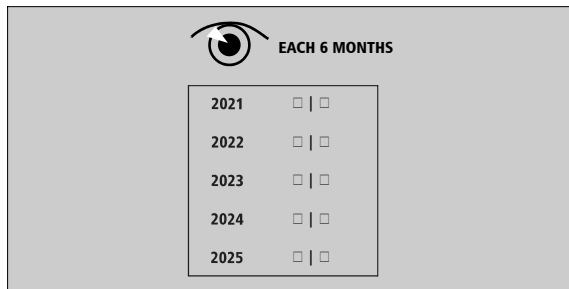 EACH 6 MONTHS
2021 □ | □
2022 □ | □
2023 □ | □
2024 □ | □
2025 □ | □